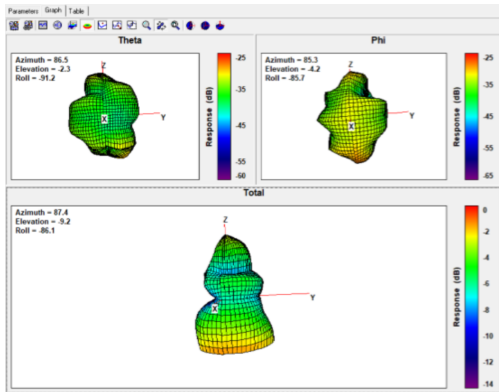 Parameters Graph Table
Theta
Azimuth = 86.5
Elevation = -2.3
Roll = -91.2
Z
X
Y
-25
-35
-45
-55
-60
Response (dB)
Phi
Azimuth = 85.3
Elevation = -4.2
Roll = -85.7
Z
X
Y
-25
-35
-45
-55
-65
Response (dB)
Total
Azimuth = 87.4
Elevation = -9.2
Roll = -86.1
Z
X
Y
0
-2
-4
-6
-8
-10
-12
-14
Response (dB)